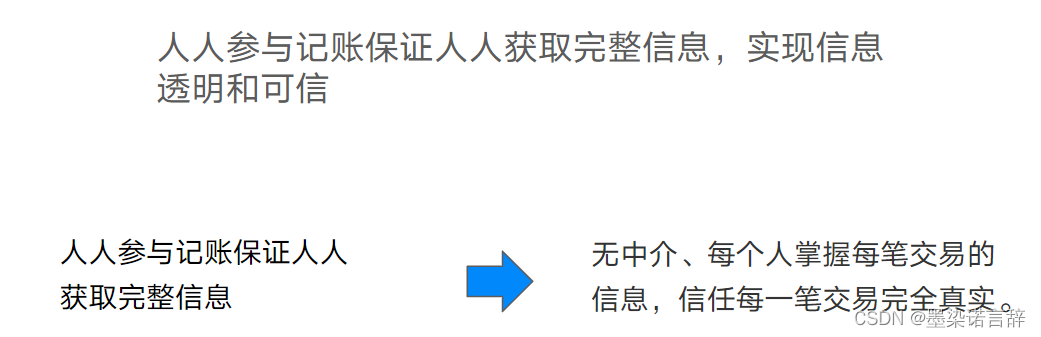 人人参与记账保证人人获取完整信息，实现信息
透明和可信
人人参与记账保证人人
获取完整信息
无中介、每个人掌握每笔交易的
信息，信任每一笔交易完全真实。
CSDN @墨染诺言辞